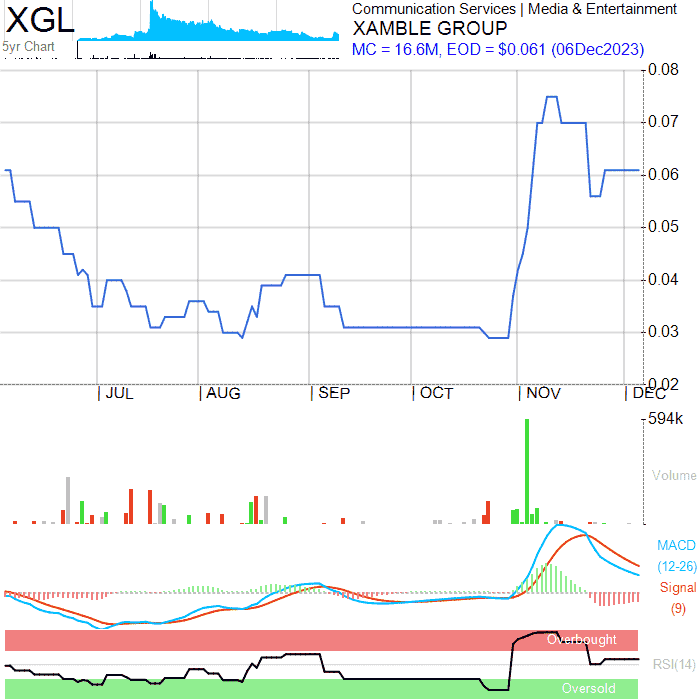 XGL
5yr Chart
Communication Services | Media & Entertainment
XAMBLE GROUP
MC = 16.6M, EOD = $0.061 (06Dec2023)
0.08
0.07
0.06
0.05
0.04
0.03
0.02
| JUL | AUG | SEP | OCT | NOV | DEC
594k
Volume
MACD
(12-26)
Signal
(9)
Overbought
RSI(14)
Oversold